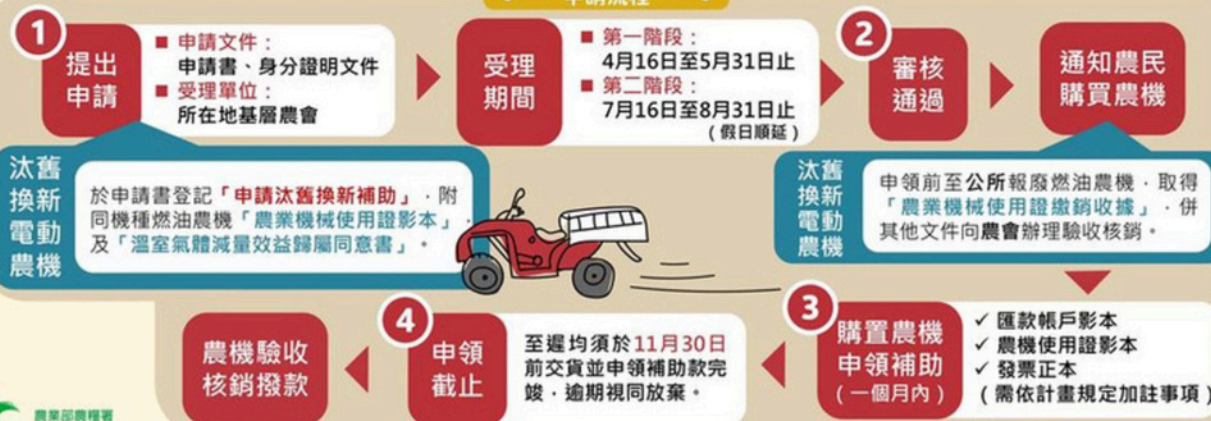 申請流程
1
提出
申請
■ 申請文件：
申請書、身分證明文件
■ 受理單位：
所在地基層農會
受理
期間
■ 第一階段：
4月16日至5月31日止
■ 第二階段：
7月16日至8月31日止
（假日順延）
2
審核
通過
通知農民
購買農機
汰舊
換新
電動
農機
於申請書登記「申請汰舊換新補助」，附
同機種燃油農機「農業機械使用證影本」，
及「溫室氣體減量效益歸屬同意書」。
汰舊
換新
電動
農機
申領前至公所報廢燃油農機，取得
「農業機械使用證繳銷收據」，併
其他文件向農會辦理驗收核銷。
3
購置農機
申領補助
（一個月內）
✓ 匯款帳戶影本
✓ 農機使用證影本
✓ 發票正本
（需依計畫規定加註事項）
4
申領
截止
至遲均須於11月30日
前交貨並申領補助款完
竣，逾期視同放棄。
農機驗收
核銷撥款
農業部農糧署